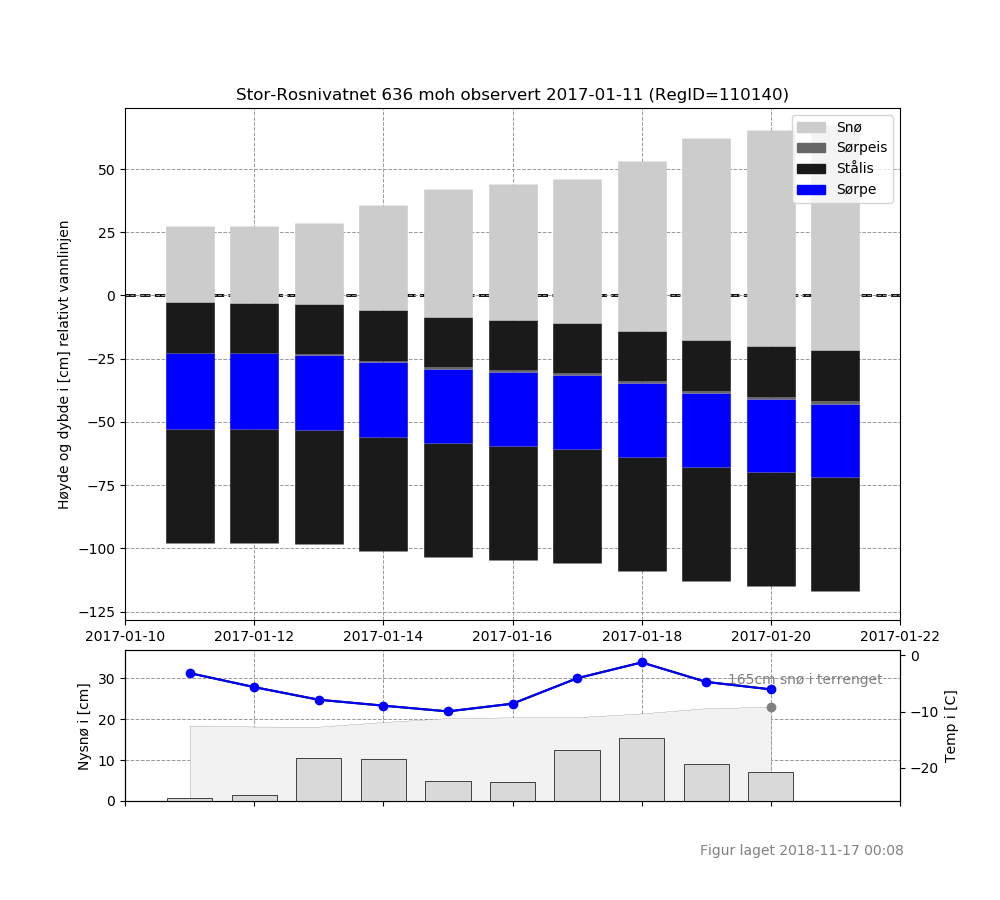 Stor-Rosnivatnet 636 moh observert 2017-01-11 (RegID=110140)
Høyde og dybde i [cm] relativt vannlinjen
50
25
0
−25
−50
−75
−100
−125
Snø
Sørpeis
Stålis
Sørpe
2017-01-10 2017-01-12 2017-01-14 2017-01-16 2017-01-18 2017-01-20 2017-01-22
Nysnø i [cm]
30
20
10
0
165cm snø i terrenget
0
−10
−20
Temp i [C]
Figur laget 2018-11-17 00:08